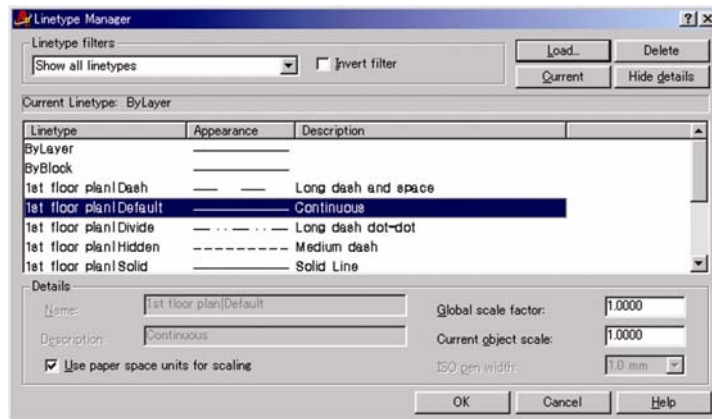 Linetype Manager
Linetype filters
Show all linetypes
Invert filter
Load...
Delete
Current
Hide details
Current Linetype: ByLayer
Linetype Appearance Description
ByLayer
ByBlock
1st floor plan|Dash Long dash and space
1st floor plan|Default Continuous
1st floor plan|Divide Long dash dot-dot
1st floor plan|Hidden Medium dash
1st floor plan|Solid Solid Line
Details
Name: 1st floor plan|Default
Description: Continuous
Use paper space units for scaling
Global scale factor: 1.0000
Current object scale: 1.0000
ISO pen width: 1.0 mm
OK Cancel Help